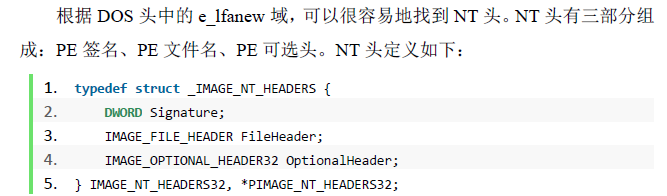 根据 DOS 头中的 e_lfanew 域，可以很容易地找到 NT 头。NT 头有三部分组
成：PE 签名、PE 文件名、PE 可选头。NT 头定义如下：
1. typedef struct _IMAGE_NT_HEADERS {
2. DWORD Signature;
3. IMAGE_FILE_HEADER FileHeader;
4. IMAGE_OPTIONAL_HEADER32 OptionalHeader;
5. } IMAGE_NT_HEADERS32, *PIMAGE_NT_HEADERS32;